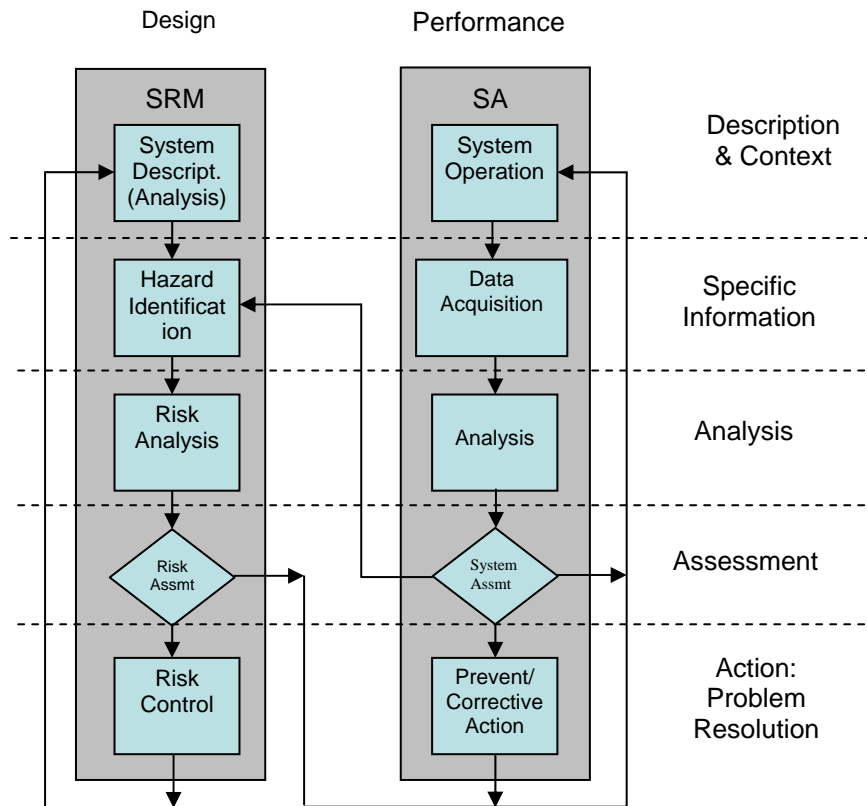 Design
Performance
SRM
SA
System
Descript.
(Analysis)
System
Operation
Description
& Context
Hazard
Identificat
ion
Data
Acquisition
Specific
Information
Risk
Analysis
Analysis
Analysis
Risk
Assmt
System
Assmt
Assessment
Risk
Control
Prevent/
Corrective
Action
Action:
Problem
Resolution